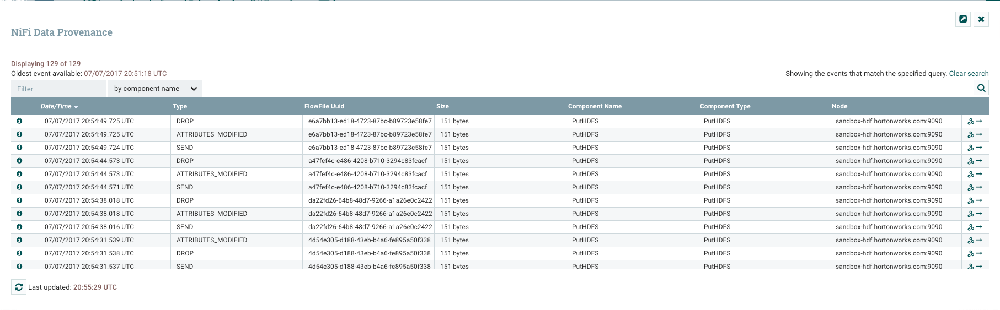 NiFi Data Provenance
Displaying 129 of 129
Oldest event available: 07/07/2017 20:51:18 UTC
Showing the events that match the specified query. Clear search
Filter by component name
Date/Time Type FlowFile Uuid Size Component Name Component Type Node
07/07/2017 20:54:49.725 UTC DROP e6a7bb13-ed18-4723-87bc-b89723e58fe7 151 bytes PutHDFS PutHDFS sandbox-hdf.hortonworks.com:9090
07/07/2017 20:54:49.725 UTC ATTRIBUTES_MODIFIED e6a7bb13-ed18-4723-87bc-b89723e58fe7 151 bytes PutHDFS PutHDFS sandbox-hdf.hortonworks.com:9090
07/07/2017 20:54:49.724 UTC SEND e6a7bb13-ed18-4723-87bc-b89723e58fe7 151 bytes PutHDFS PutHDFS sandbox-hdf.hortonworks.com:9090
07/07/2017 20:54:44.573 UTC DROP a47fef4c-e486-4208-b710-3294c83fcacf 151 bytes PutHDFS PutHDFS sandbox-hdf.hortonworks.com:9090
07/07/2017 20:54:44.573 UTC ATTRIBUTES_MODIFIED a47fef4c-e486-4208-b710-3294c83fcacf 151 bytes PutHDFS PutHDFS sandbox-hdf.hortonworks.com:9090
07/07/2017 20:54:44.571 UTC SEND a47fef4c-e486-4208-b710-3294c83fcacf 151 bytes PutHDFS PutHDFS sandbox-hdf.hortonworks.com:9090
07/07/2017 20:54:38.018 UTC DROP da22fd26-64b8-48d7-9266-a1a26e0c2422 151 bytes PutHDFS PutHDFS sandbox-hdf.hortonworks.com:9090
07/07/2017 20:54:38.018 UTC ATTRIBUTES_MODIFIED da22fd26-64b8-48d7-9266-a1a26e0c2422 151 bytes PutHDFS PutHDFS sandbox-hdf.hortonworks.com:9090
07/07/2017 20:54:38.016 UTC SEND da22fd26-64b8-48d7-9266-a1a26e0c2422 151 bytes PutHDFS PutHDFS sandbox-hdf.hortonworks.com:9090
07/07/2017 20:54:31.539 UTC ATTRIBUTES_MODIFIED 4d54e305-d188-43eb-b4a6-fe895a50f338 151 bytes PutHDFS PutHDFS sandbox-hdf.hortonworks.com:9090
07/07/2017 20:54:31.538 UTC DROP 4d54e305-d188-43eb-b4a6-fe895a50f338 151 bytes PutHDFS PutHDFS sandbox-hdf.hortonworks.com:9090
07/07/2017 20:54:31.537 UTC SEND 4d54e305-d188-43eb-b4a6-fe895a50f338 151 bytes PutHDFS PutHDFS sandbox-hdf.hortonworks.com:9090
Last updated: 20:55:29 UTC